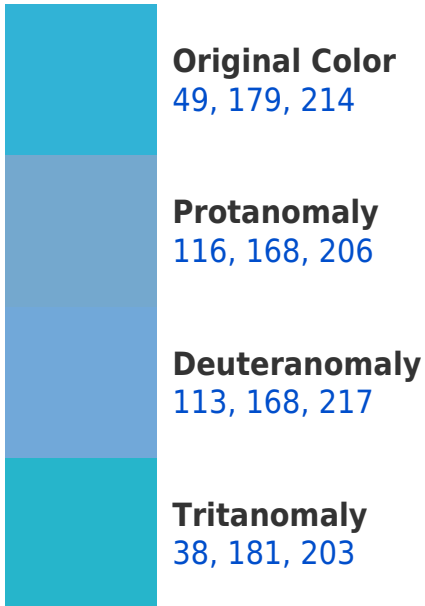 Original Color
49, 179, 214
Protanomaly
116, 168, 206
Deuteranomaly
113, 168, 217
Tritanomaly
38, 181, 203